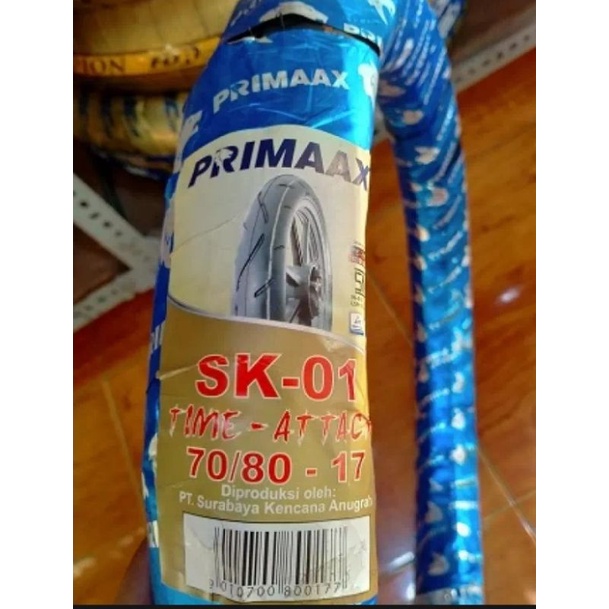 PRIMAAX
PRIMAAX
SK-01
TIME - ATTACK
70/80 - 17
Diproduksi oleh:
PT. Surabaya Kencana Anugrah